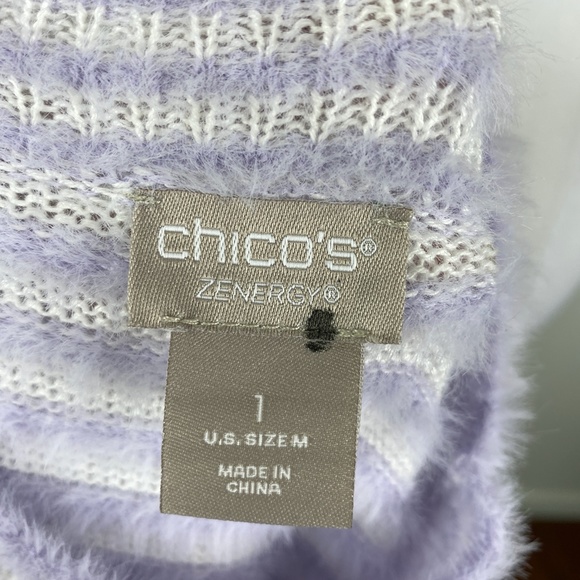 chico's®
ZENERGY®
1
U.S. SIZE M
MADE IN
CHINA